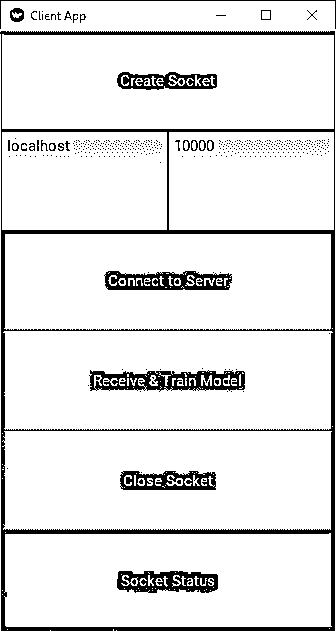 Client App
Create Socket
localhost 10000
Connect to Server
Receive & Train Model
Close Socket
Socket Status